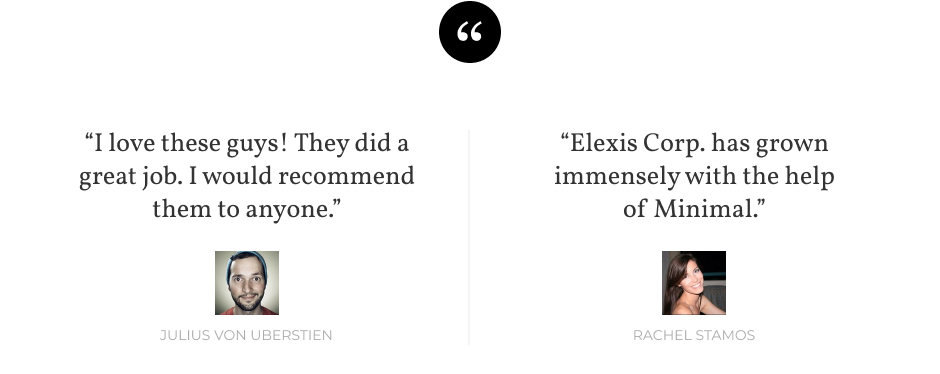 “
“I love these guys! They did a
great job. I would recommend
them to anyone.”
JULIUS VON UBERSTIEN
“Elexis Corp. has grown
immensely with the help
of Minimal.”
RACHEL STAMOS